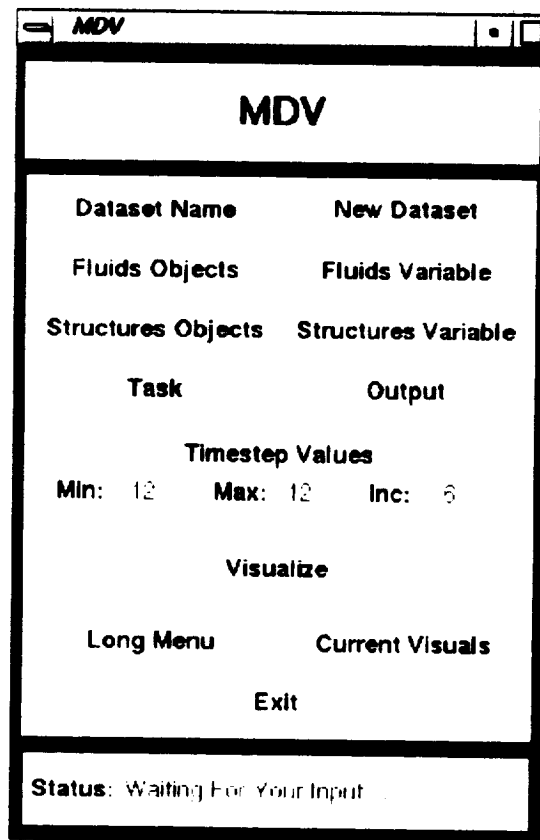 MDV
MDV
Dataset Name New Dataset
Fluids Objects Fluids Variable
Structures Objects Structures Variable
Task Output
Timestep Values
Min: 12 Max: 12 Inc: 6
Visualize
Long Menu Current Visuals
Exit
Status: Waiting For Your Input ...